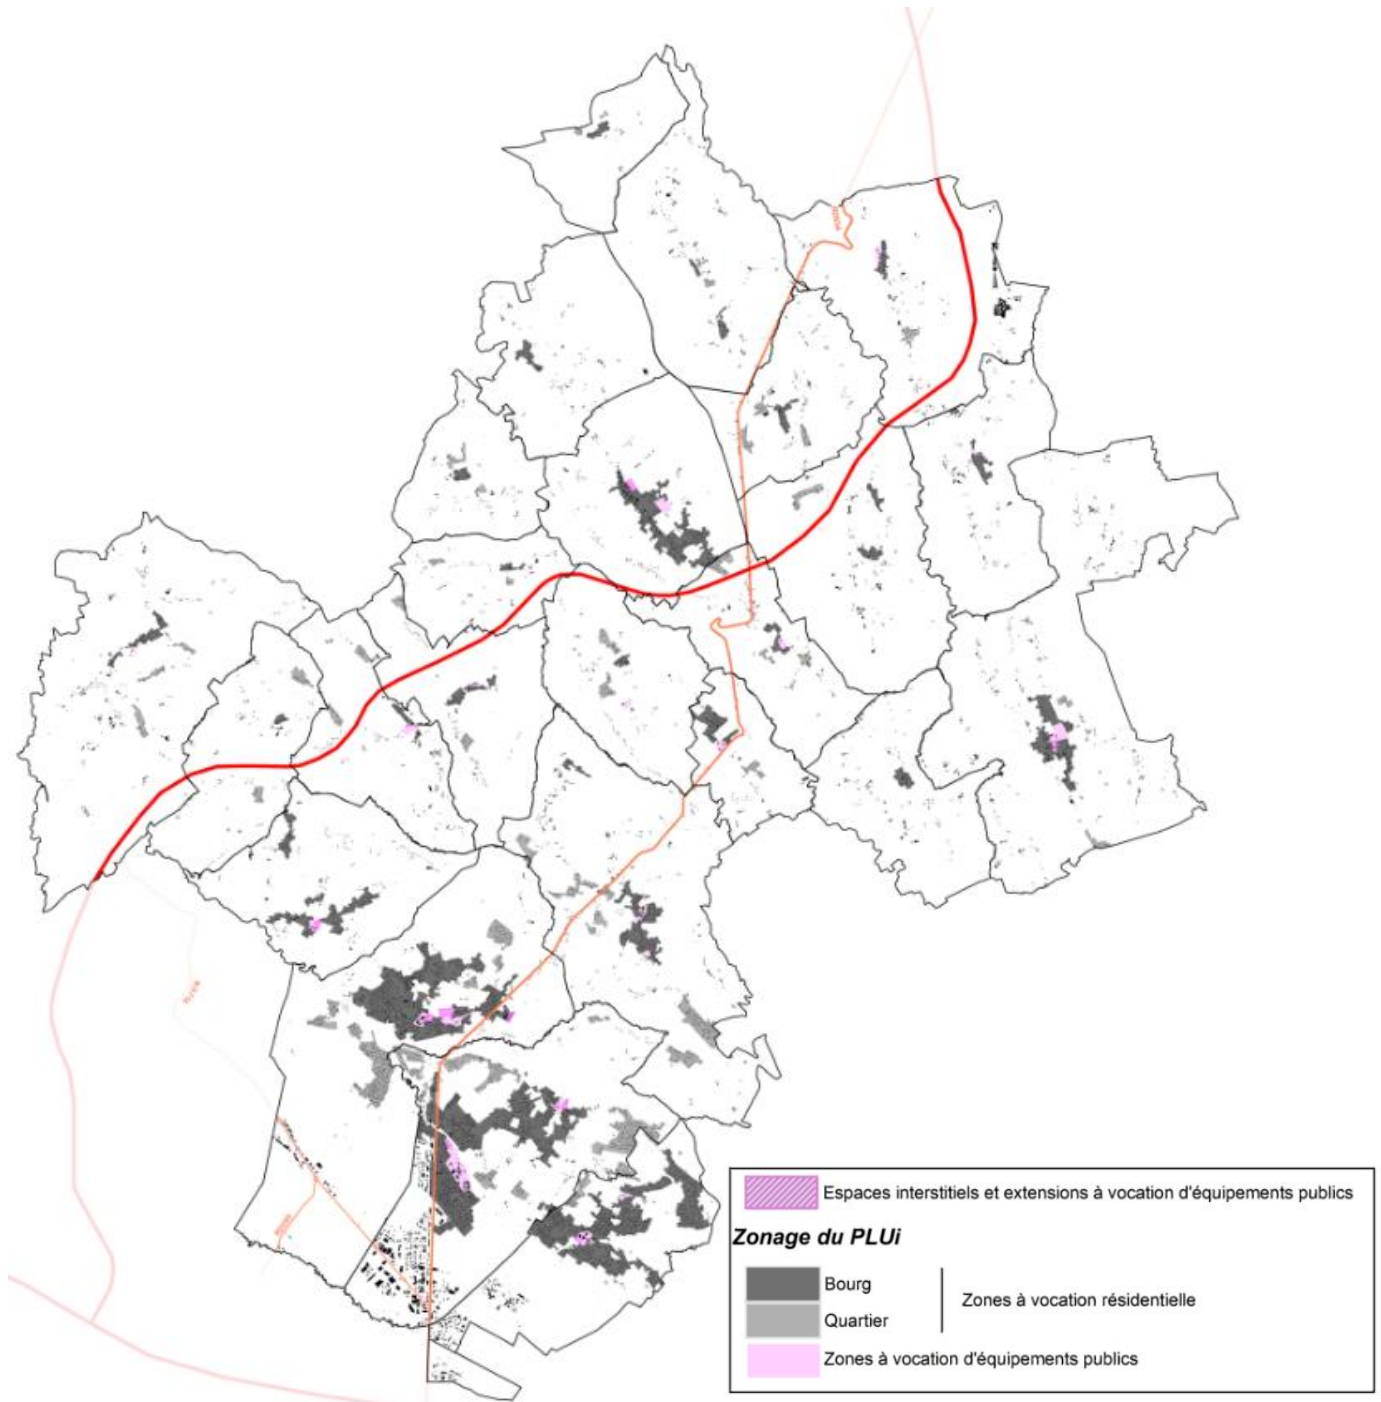 Espaces interstitiels et extensions à vocation d'équipements publics
Zonage du PLUi
Bourg
Zones à vocation résidentielle
Quartier
Zones à vocation d'équipements publics